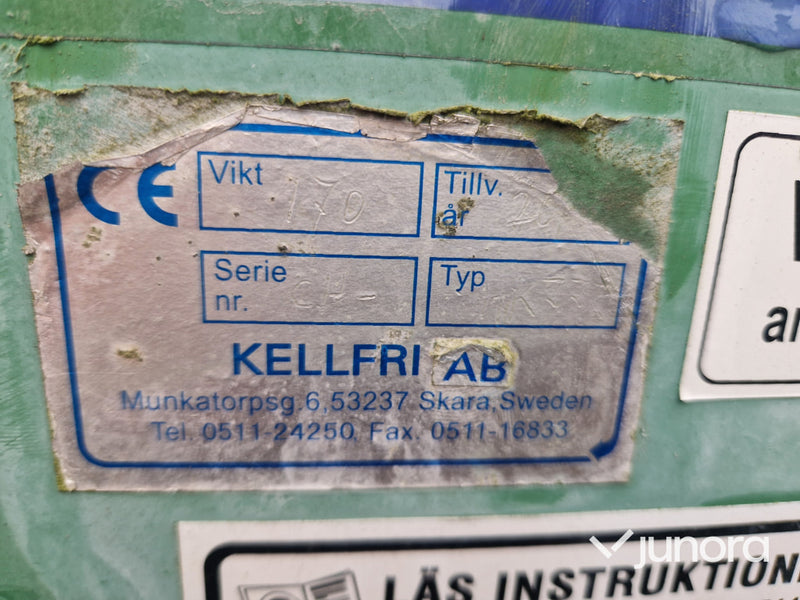 CE
Vikt 170
Tillv.
år
Serie
nr.
Typ
KELLFRI AB
Munkatorpsg.6,53237 Skara,Sweden
Tel. 0511-24250 Fax. 0511-16833
LÄS INSTRUKTION
junora